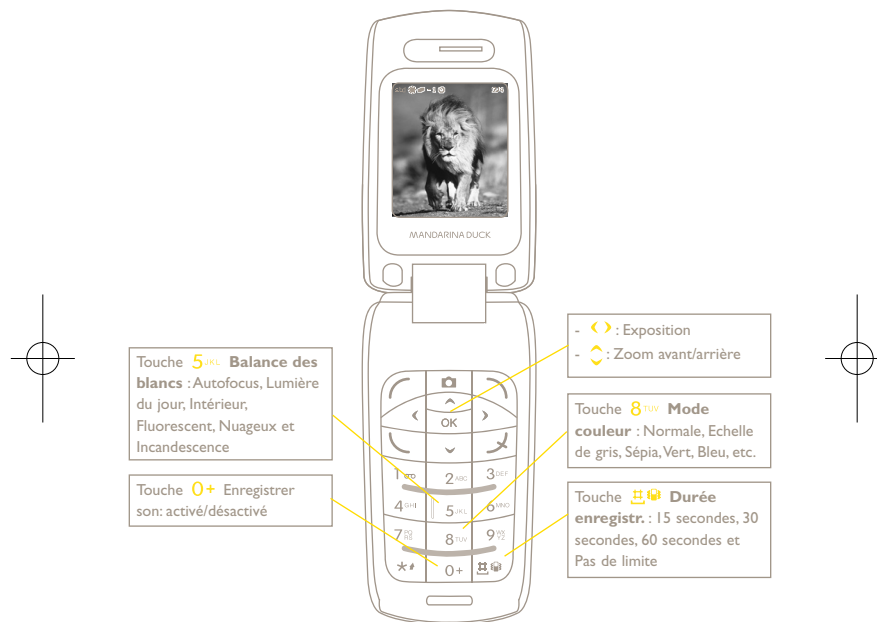 MANDARINA DUCK
- : Exposition
- : Zoom avant/arrière
Touche 5 JKL Balance des
blancs : Autofocus, Lumière
du jour, Intérieur,
Fluorescent, Nuageux et
Incandescence
Touche 8 TUV Mode
couleur : Normale, Echelle
de gris, Sépia, Vert, Bleu, etc.
Touche 0+ Enregistrer
son: activé/désactivé
Touche Durée
enregistr. : 15 secondes, 30
secondes, 60 secondes et
Pas de limite
OK
1 2 ABC 3 DEF
4 GHI 5 JKL 6 MNO
7 PQRS 8 TUV 9 WXYZ
* # 0+